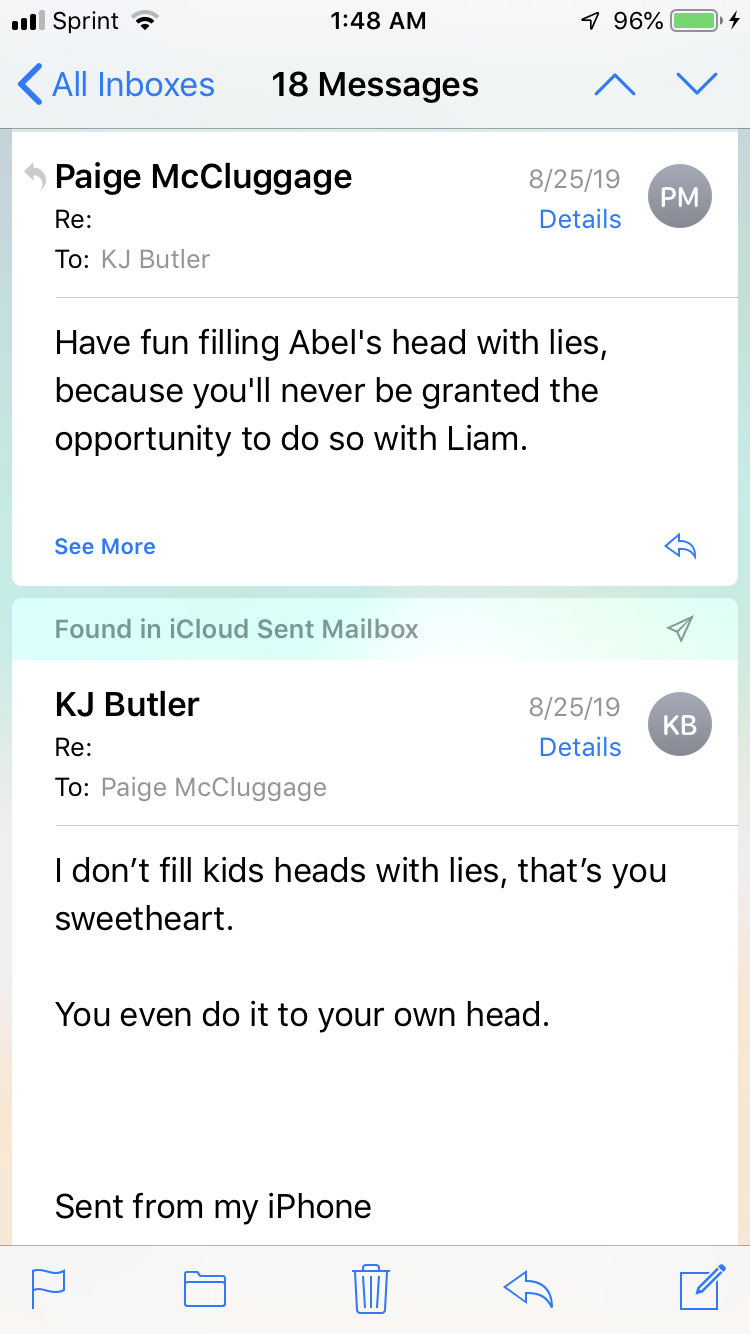 Sprint 1:48 AM 96%
All Inboxes 18 Messages
Paige McCluggage 8/25/19 PM
Re: Details
To: KJ Butler
Have fun filling Abel's head with lies,
because you'll never be granted the
opportunity to do so with Liam.
See More
Found in iCloud Sent Mailbox
KJ Butler 8/25/19 KB
Re: Details
To: Paige McCluggage
I don’t fill kids heads with lies, that’s you
sweetheart.
You even do it to your own head.
Sent from my iPhone